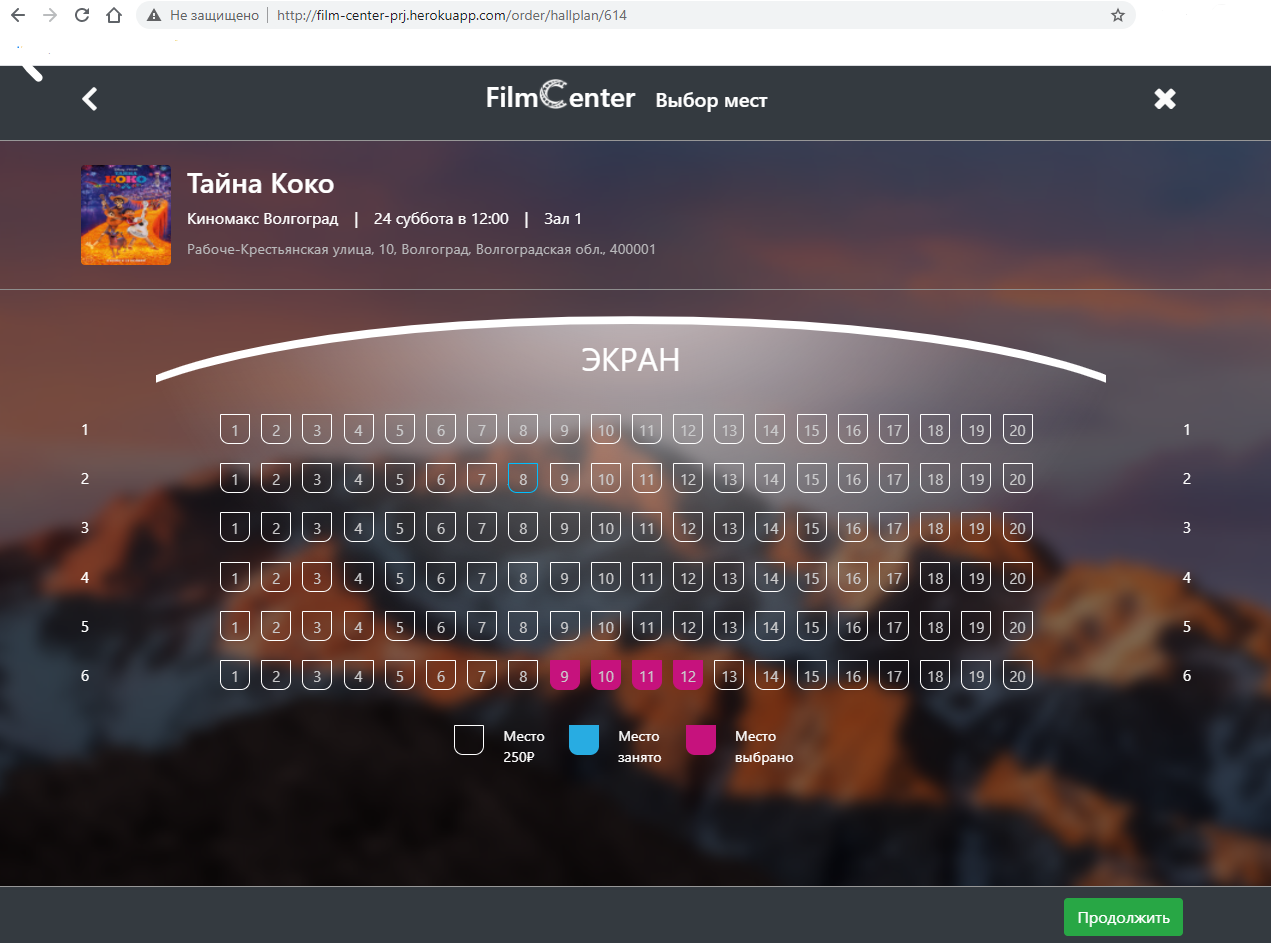 Не защищено | http://film-center-prj.herokuapp.com/order/hallplan/614
FilmCenter Выбор мест
ТАЙНА
КОКО
Тайна Коко
Киномакс Волгоград | 24 суббота в 12:00 | Зал 1
Рабоче-Крестьянская улица, 10, Волгоград, Волгоградская обл., 400001
ЭКРАН
1 1 2 3 4 5 6 7 8 9 10 11 12 13 14 15 16 17 18 19 20 1
2 1 2 3 4 5 6 7 8 9 10 11 12 13 14 15 16 17 18 19 20 2
3 1 2 3 4 5 6 7 8 9 10 11 12 13 14 15 16 17 18 19 20 3
4 1 2 3 4 5 6 7 8 9 10 11 12 13 14 15 16 17 18 19 20 4
5 1 2 3 4 5 6 7 8 9 10 11 12 13 14 15 16 17 18 19 20 5
6 1 2 3 4 5 6 7 8 9 10 11 12 13 14 15 16 17 18 19 20 6
Место
250₽
Место
занято
Место
выбрано
Продолжить